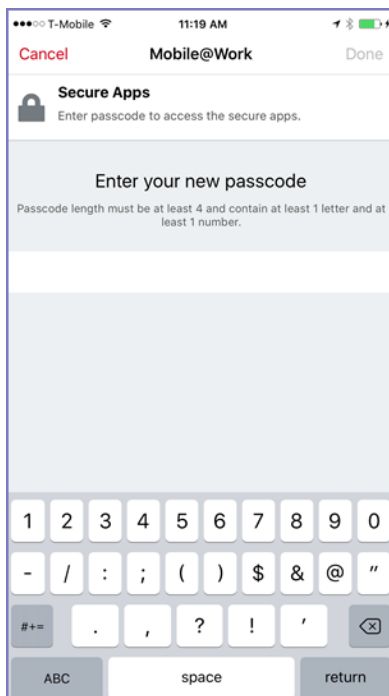 T-Mobile 11:19 AM
Cancel Mobile@Work Done
Secure Apps
Enter passcode to access the secure apps.
Enter your new passcode
Passcode length must be at least 4 and contain at least 1 letter and at
least 1 number.
1 2 3 4 5 6 7 8 9 0
- / : ; ( ) $ & @ "
#+= . , ? ! '
ABC space return